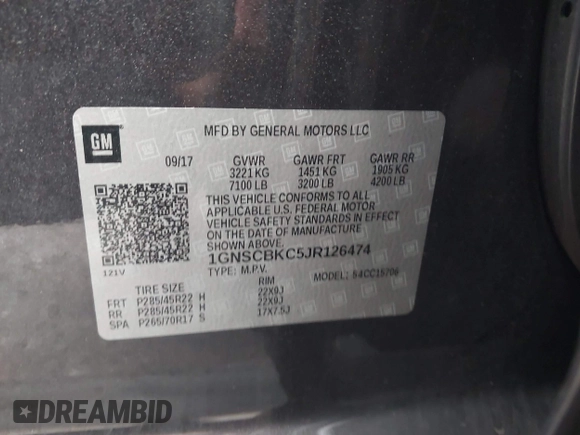 GM
MFD BY GENERAL MOTORS LLC
09/17 GVWR GAWR FRT GAWR RR
3221 KG 1451 KG 1905 KG
7100 LB 3200 LB 4200 LB
THIS VEHICLE CONFORMS TO ALL
APPLICABLE U.S. FEDERAL MOTOR
VEHICLE SAFETY STANDARDS IN EFFECT
ON THE DATE OF MANUFACTURE
SHOWN ABOVE.
1GNSCBKC5JR126474
121V
TYPE: M.P.V. MODEL: S4CC15706
TIRE SIZE RIM
FRT P285/45R22 H 22X9J
RR P285/45R22 H 22X9J
SPA P265/70R17 S 17X7.5J
DREAMBID